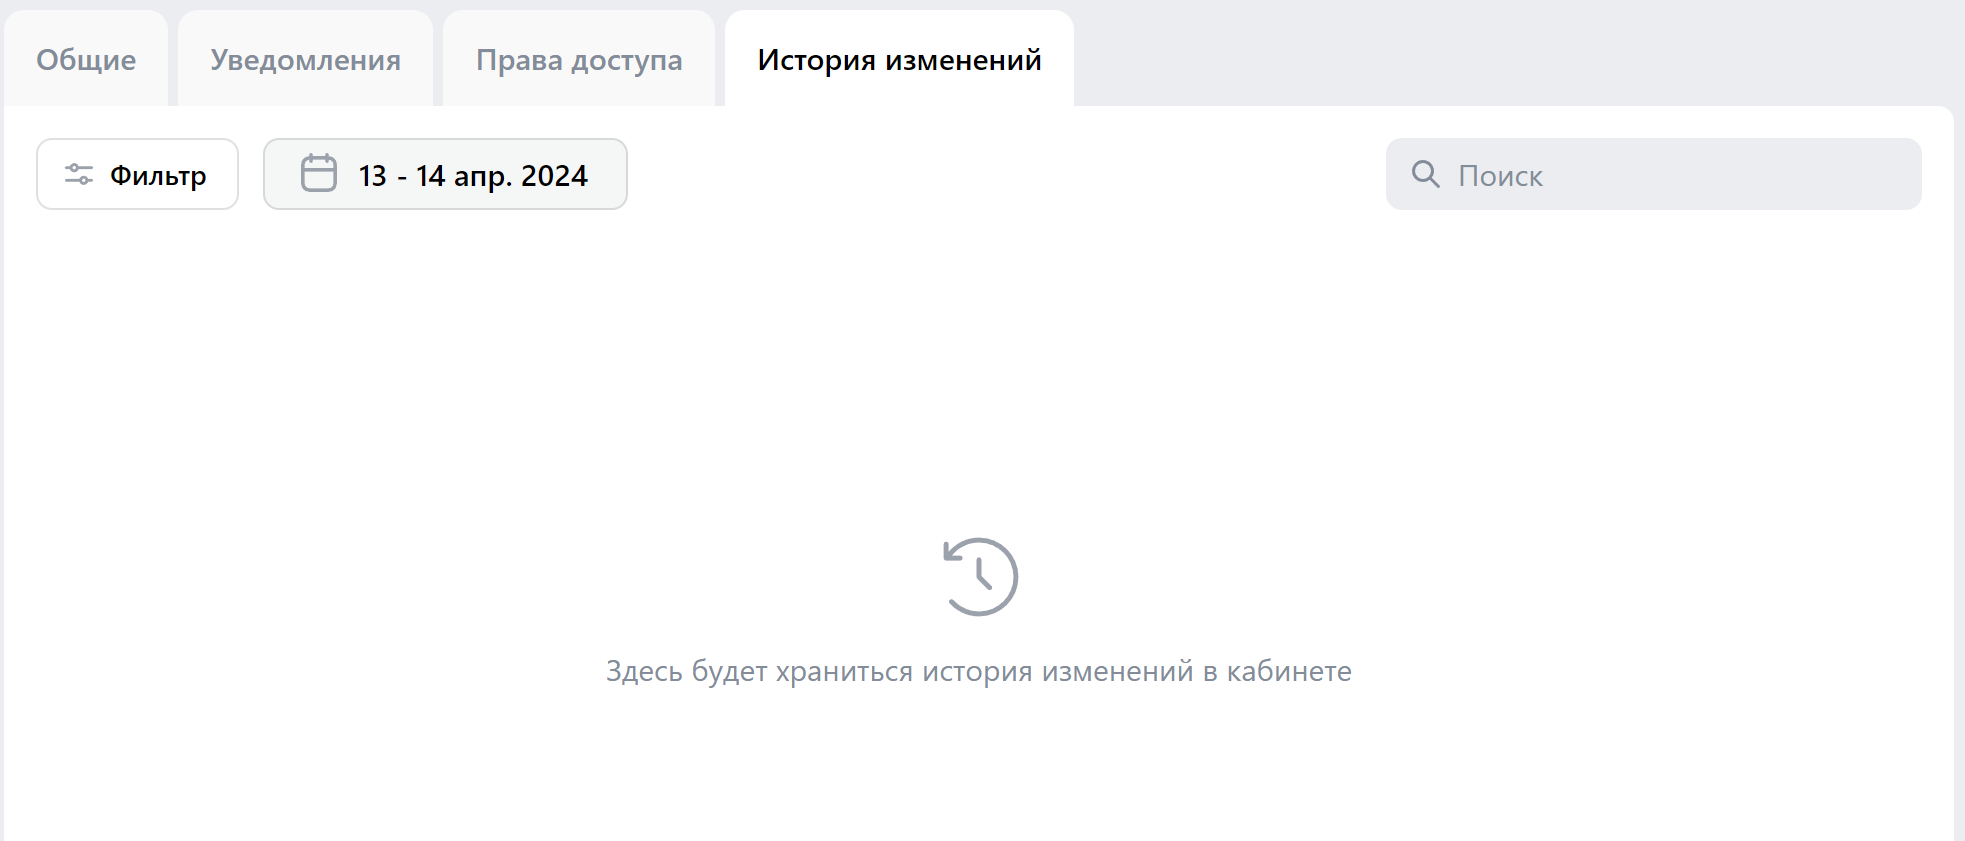 Общие
Уведомления
Права доступа
История изменений
Фильтр
13 - 14 апр. 2024
Поиск
Здесь будет храниться история изменений в кабинете